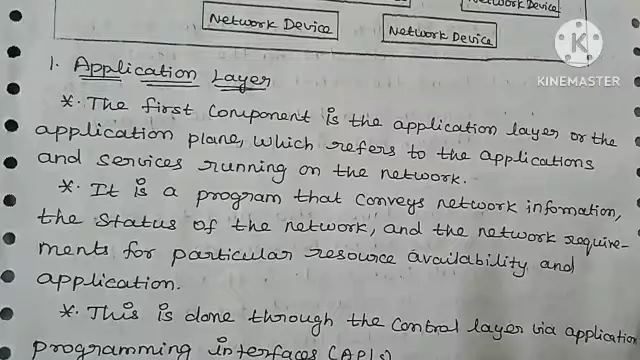 Network Device
Network Device
Network Device
K
KINEMASTER
1. Application Layer
*. The first component is the application layer or the
application plane, which refers to the applications
and services running on the network.
*. It is a program that conveys network infomation,
the status of the network, and the network require-
ments for particular resource availability and
application.
*. This is done through the control layer via application
programming interfaces (APIs)